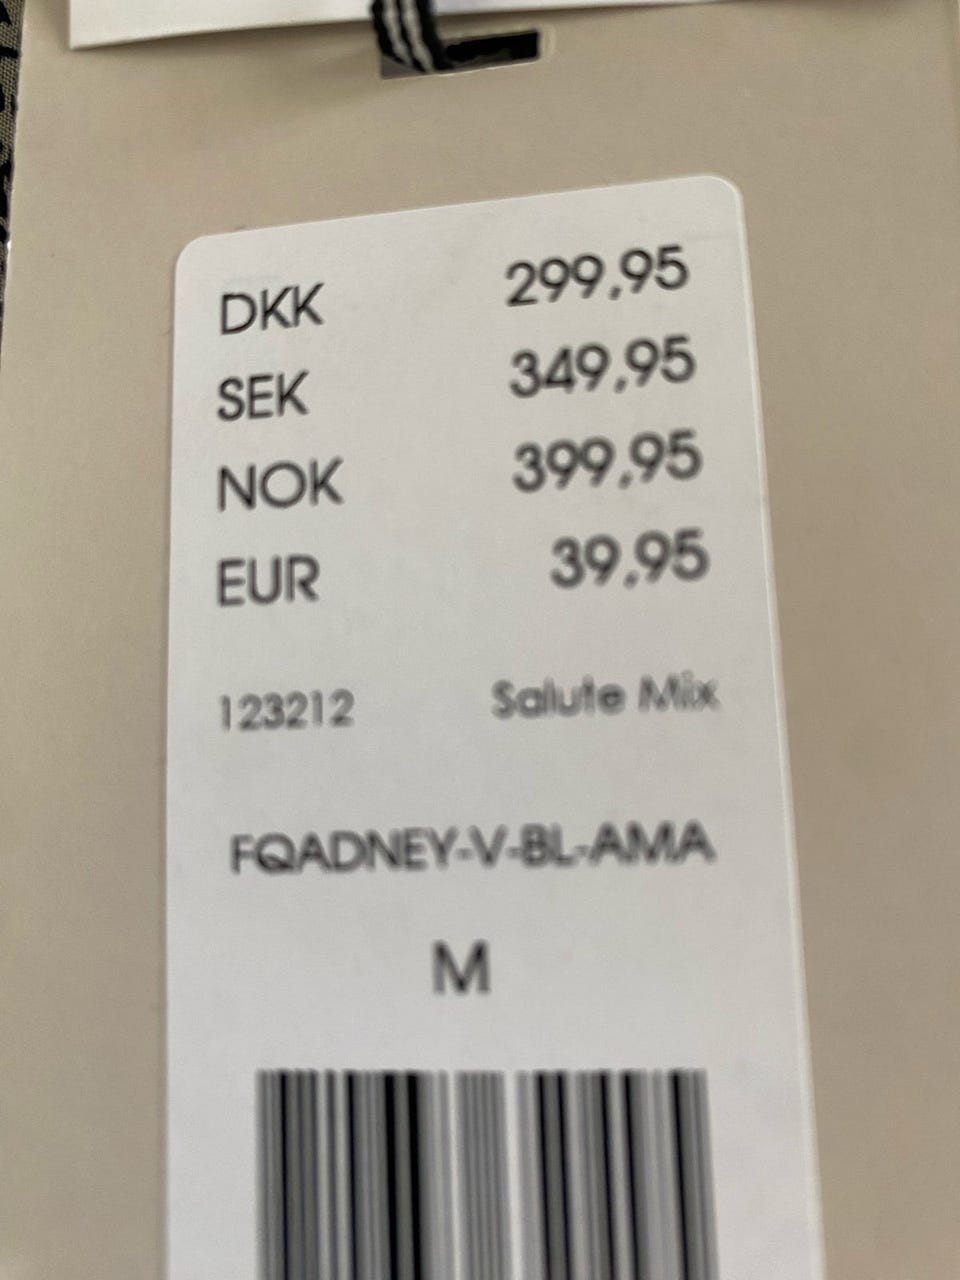 DKK 299,95
SEK 349,95
NOK 399,95
EUR 39,95
123212 Salute Mix
FQADNEY-V-BL-AMA
M